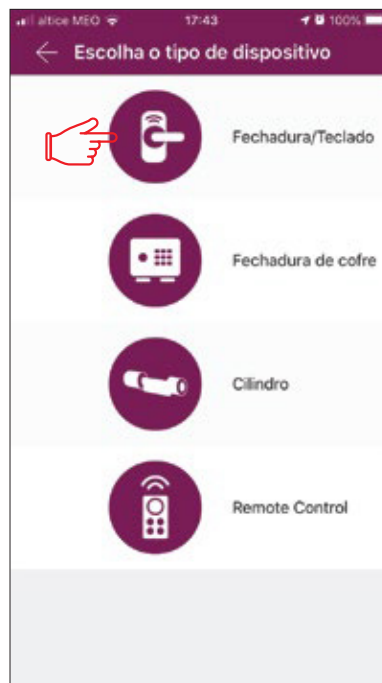 altice MEO 17:43 100%
← Escolha o tipo de dispositivo
Fechadura/Teclado
Fechadura de cofre
Cilindro
Remote Control